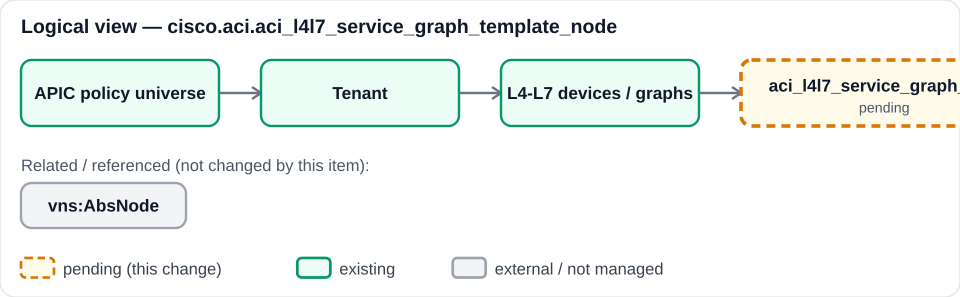 Logical view — cisco.aci.aci_l4l7_service_graph_template_node
APIC policy universe
Tenant
L4-L7 devices / graphs
aci_l4l7_service_graph_
pending
Related / referenced (not changed by this item):
vns:AbsNode
pending (this change)
existing
external / not managed